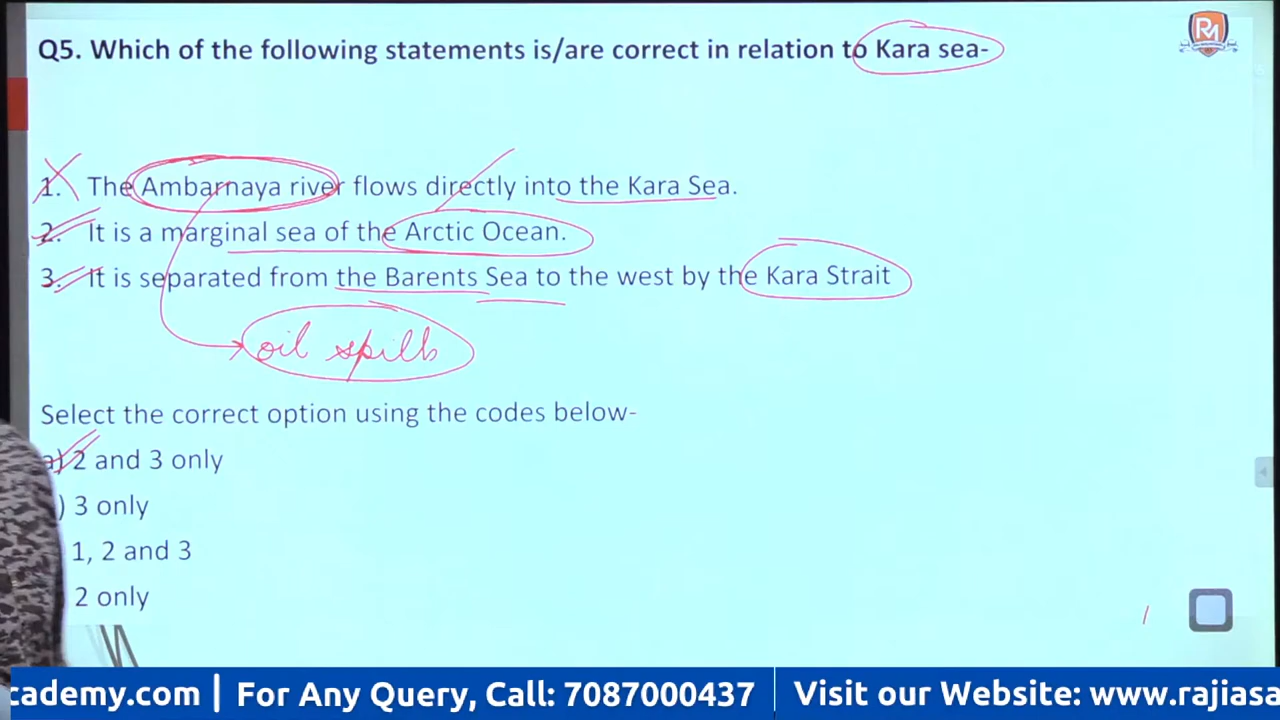 Q5. Which of the following statements is/are correct in relation to Kara sea-
RM
1. The Ambarnaya river flows directly into the Kara Sea.
2. It is a marginal sea of the Arctic Ocean.
3. It is separated from the Barents Sea to the west by the Kara Strait
oil spills
Select the correct option using the codes below-
a) 2 and 3 only
) 3 only
1, 2 and 3
2 only
cademy.com | For Any Query, Call: 7087000437 | Visit our Website: www.rajiasa